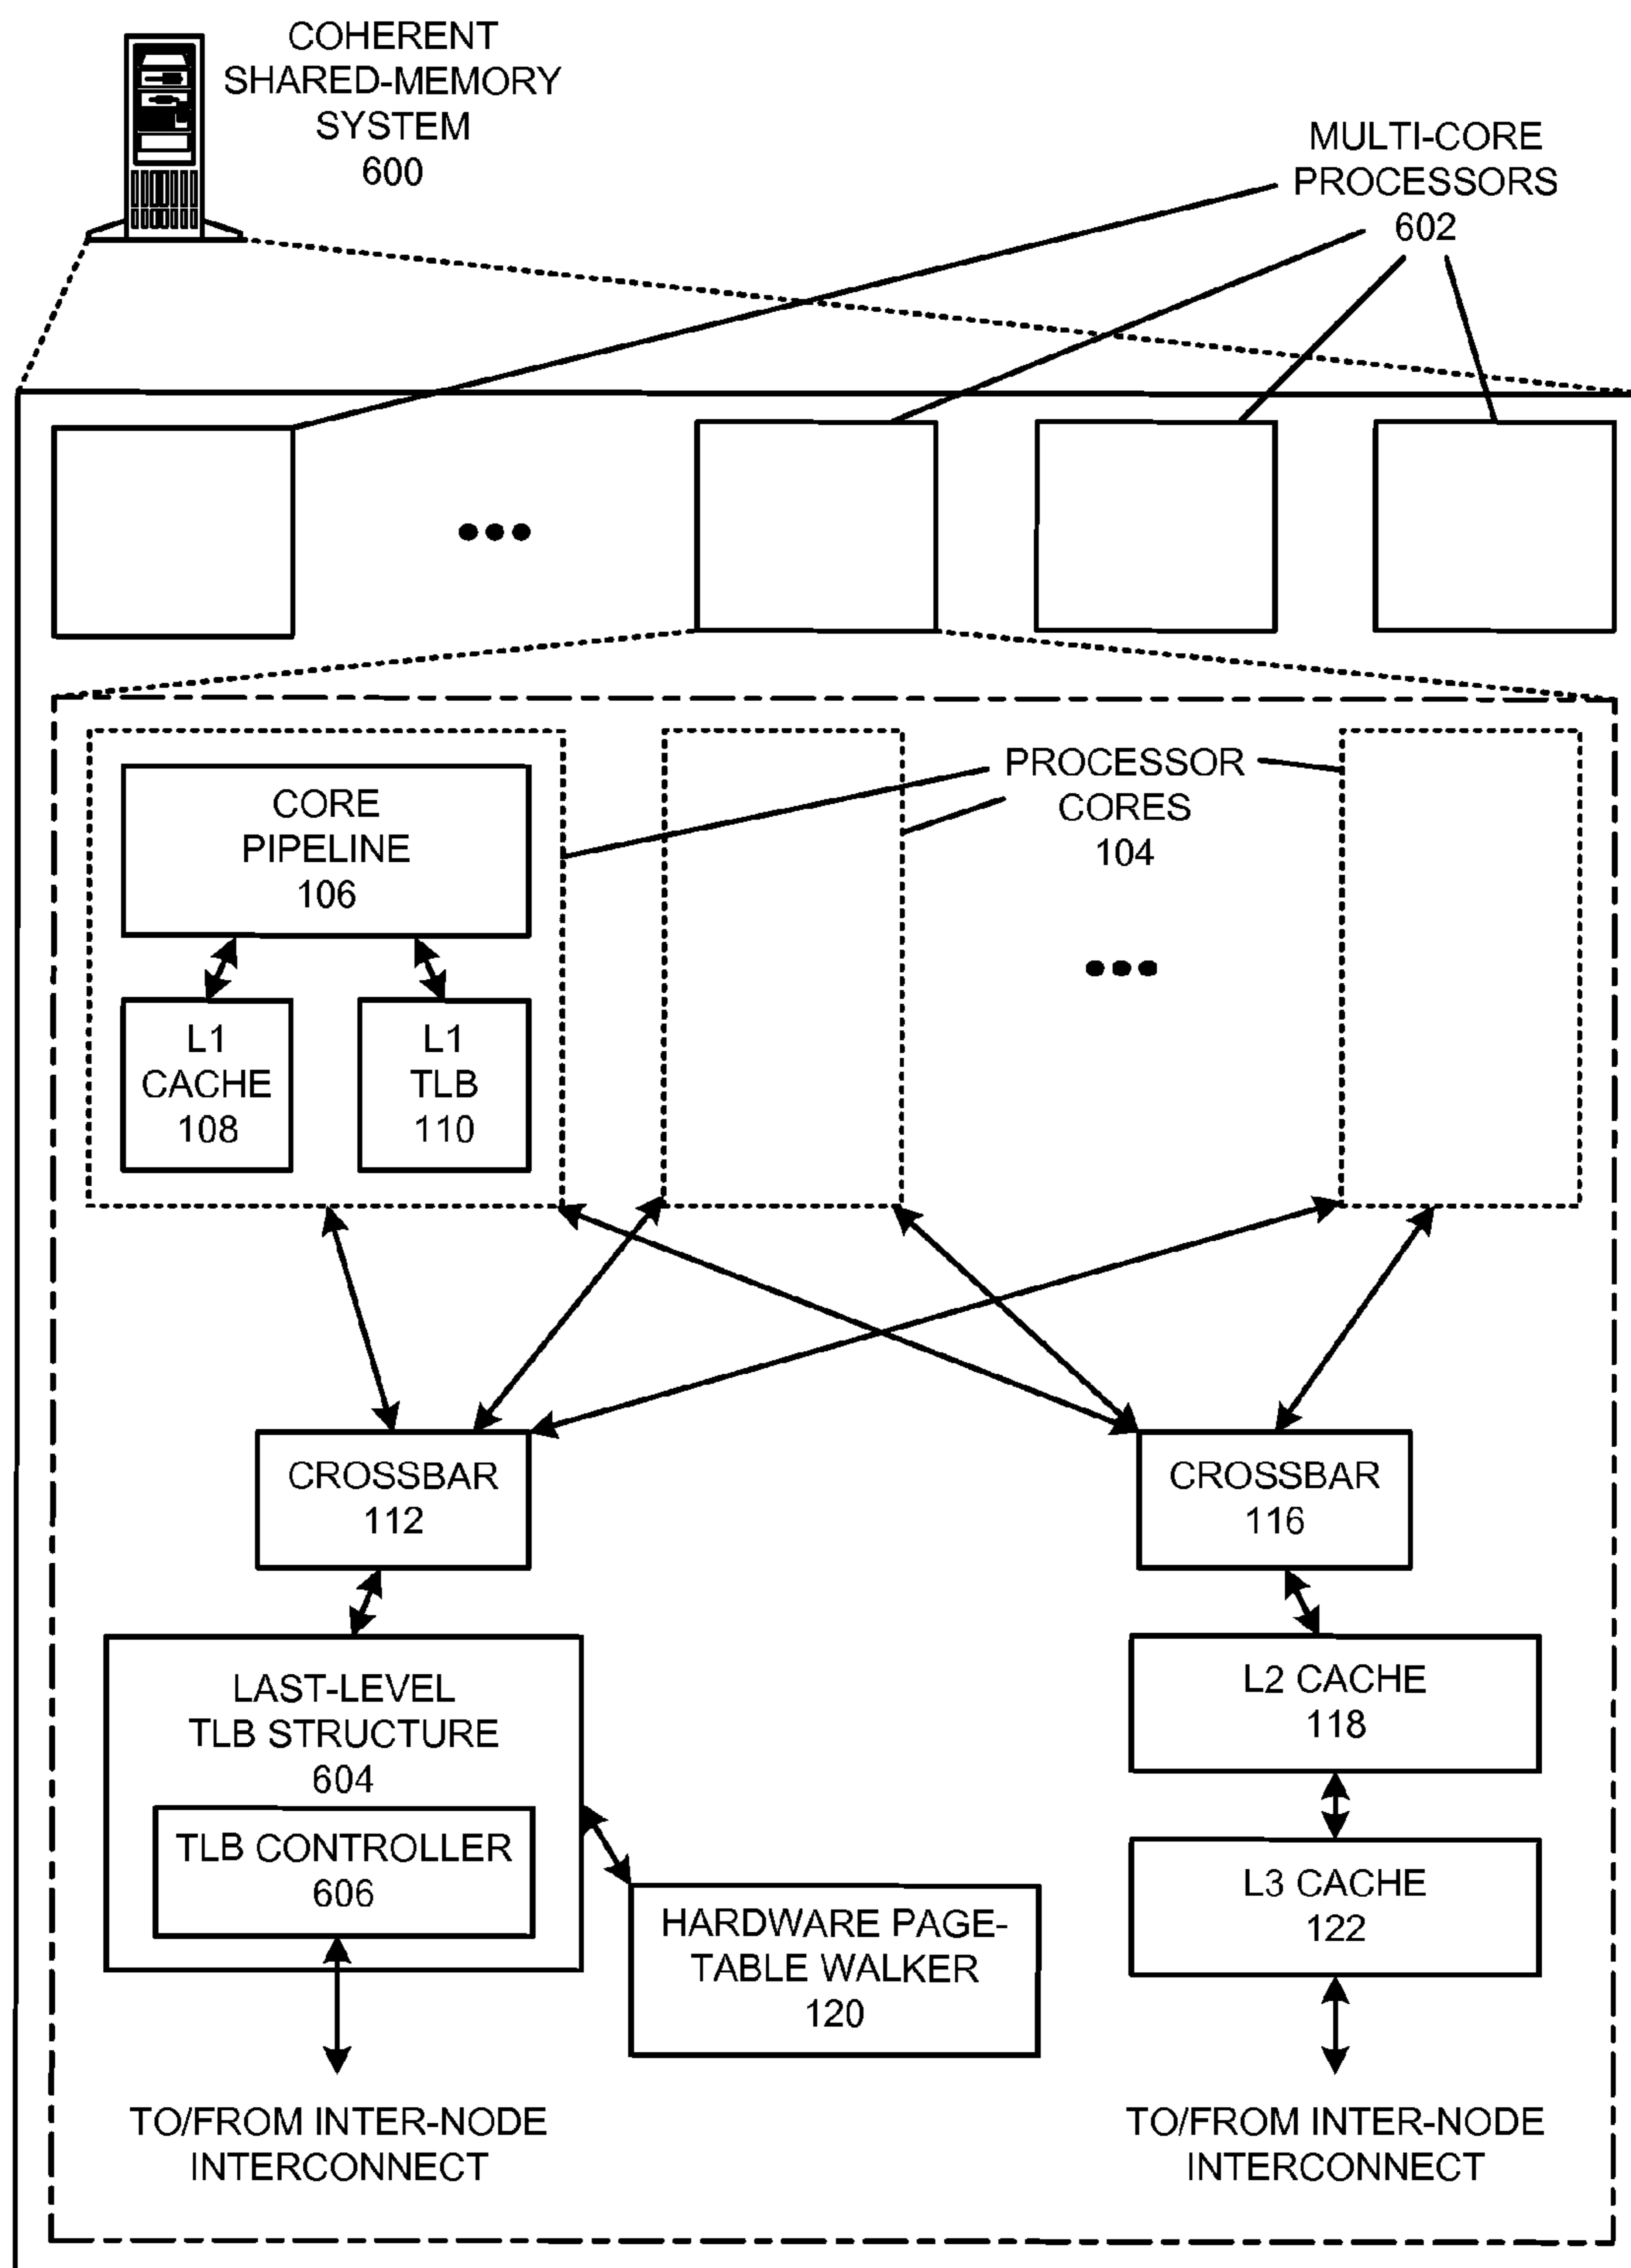 COHERENT
SHARED-MEMORY
SYSTEM
600
MULTI-CORE
PROCESSORS
602
PROCESSOR
CORES
104
CORE
PIPELINE
106
L1
CACHE
108
L1
TLB
110
CROSSBAR
112
CROSSBAR
116
LAST-LEVEL
TLB STRUCTURE
604
TLB CONTROLLER
606
HARDWARE PAGE-
TABLE WALKER
120
L2 CACHE
118
L3 CACHE
122
TO/FROM INTER-NODE
INTERCONNECT
TO/FROM INTER-NODE
INTERCONNECT